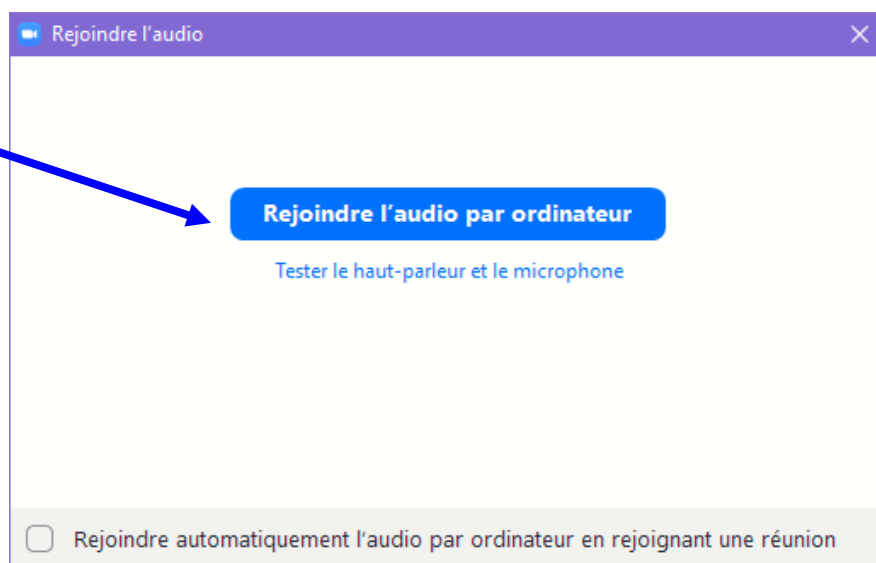 Rejoindre l'audio
Rejoindre l’audio par ordinateur
Tester le haut-parleur et le microphone
Rejoindre automatiquement l'audio par ordinateur en rejoignant une réunion